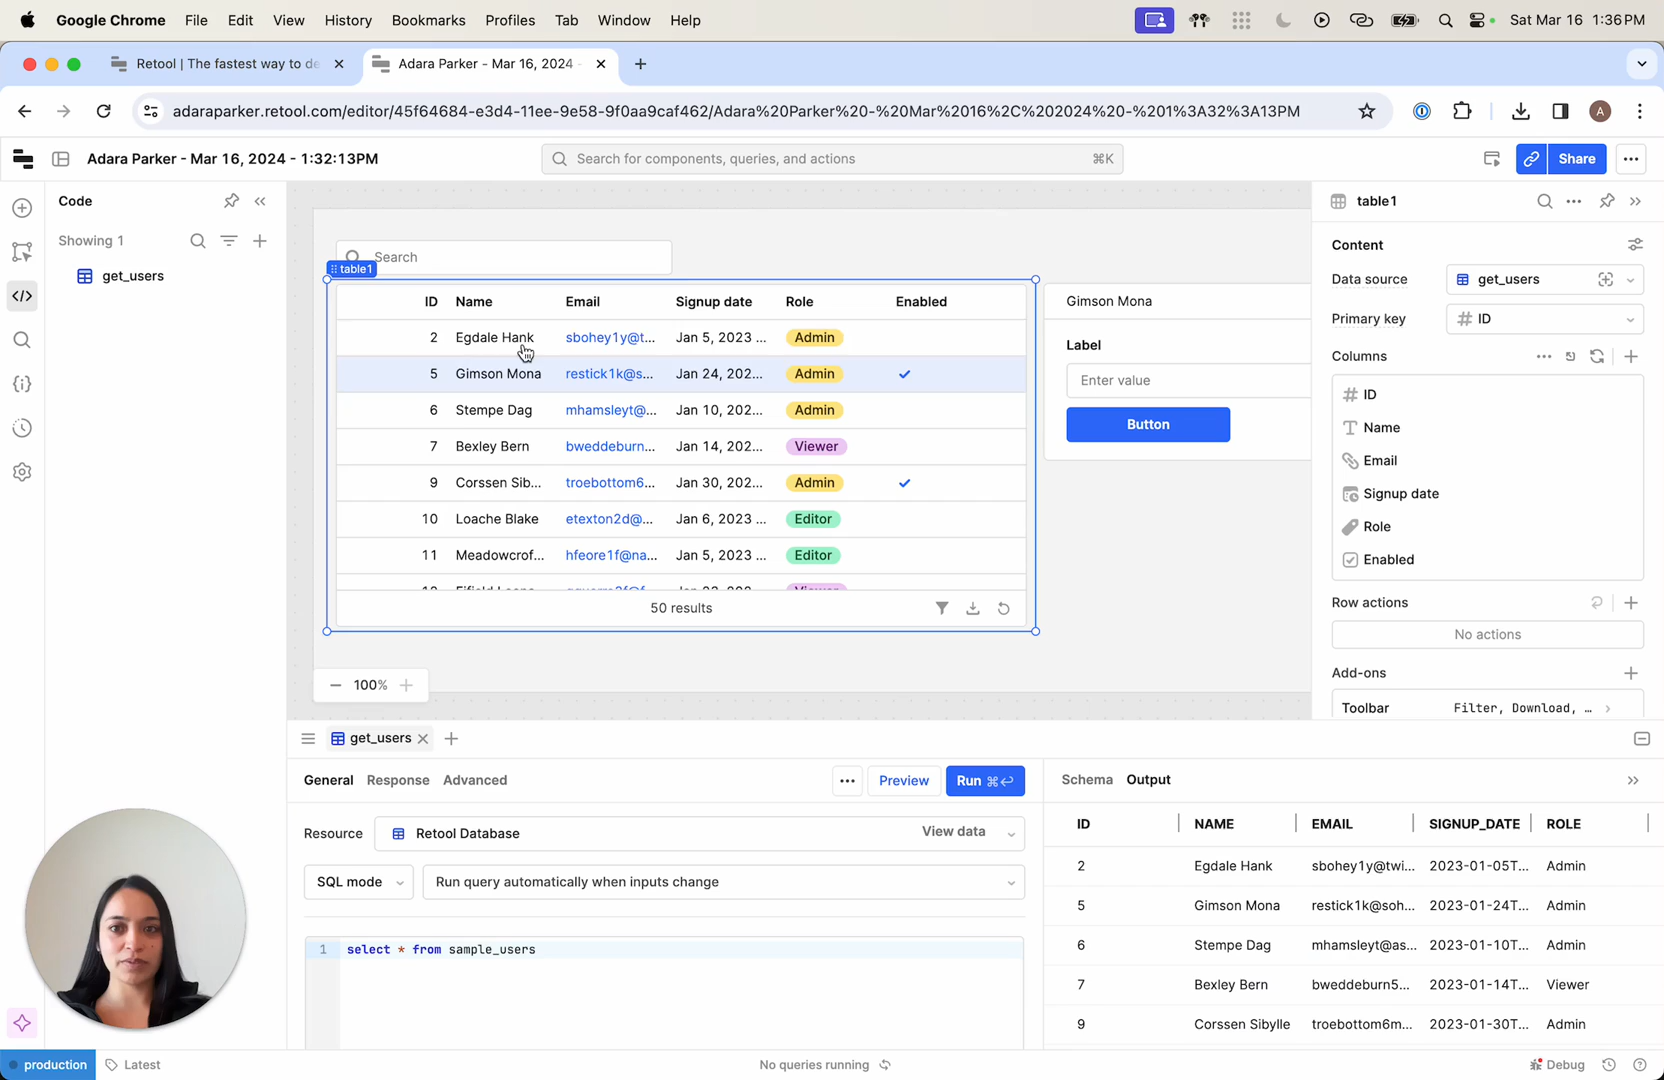 Google Chrome File Edit View History Bookmarks Profiles Tab Window Help Sat Mar 16 1:36 PM
Retool | The fastest way to de
Adara Parker - Mar 16, 2024 -
adaraparker.retool.com/editor/45f64684-e3d4-11ee-9e58-9f0aa9caf462/Adara%20Parker%20-%20Mar%2016%2C%202024%20-%201%3A32%3A13PM
A
Adara Parker - Mar 16, 2024 - 1:32:13PM
Search for components, queries, and actions ⌘K
Share
Code
Showing 1
get_users
Search
table1
ID Name Email Signup date Role Enabled
2 Egdale Hank sbohey1y@t... Jan 5, 2023 ... Admin
5 Gimson Mona restick1k@s... Jan 24, 202... Admin
6 Stempe Dag mhamsleyt@... Jan 10, 202... Admin
7 Bexley Bern bweddeburn... Jan 14, 202... Viewer
9 Corssen Sib... troebottom6... Jan 30, 202... Admin
10 Loache Blake etexton2d@... Jan 6, 2023 ... Editor
11 Meadowcrof... hfeore1f@na... Jan 5, 2023 ... Editor
50 results
Gimson Mona
Label
Enter value
Button
100%
table1
Content
Data source get_users
Primary key # ID
Columns
# ID
Name
Email
Signup date
Role
Enabled
Row actions
No actions
Add-ons
Toolbar Filter, Download, …
get_users
General Response Advanced
Preview
Run ⌘↩
Resource Retool Database View data
SQL mode Run query automatically when inputs change
1 select * from sample_users
Schema Output
ID NAME EMAIL SIGNUP_DATE ROLE
2 Egdale Hank sbohey1y@twi... 2023-01-05T... Admin
5 Gimson Mona restick1k@soh... 2023-01-24T... Admin
6 Stempe Dag mhamsleyt@as... 2023-01-10T... Admin
7 Bexley Bern bweddeburn5... 2023-01-14T... Viewer
9 Corssen Sibylle troebottom6m... 2023-01-30T... Admin
production Latest
No queries running
Debug